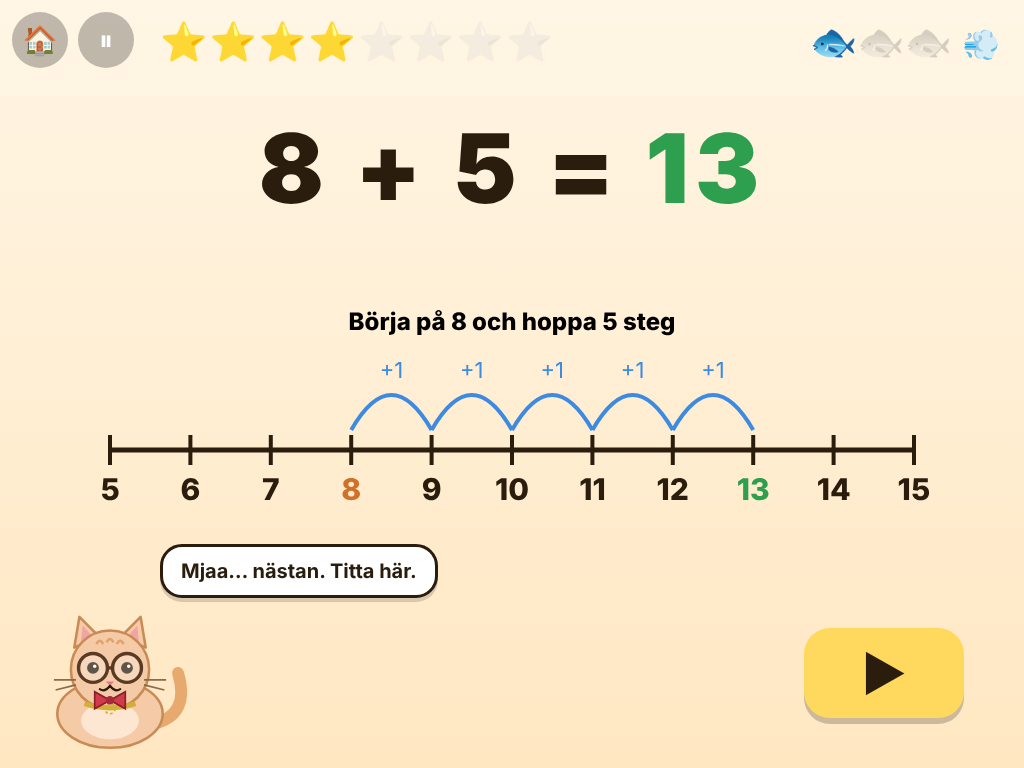 8 + 5 = 13
Börja på 8 och hoppa 5 steg
+1 +1 +1 +1 +1
5 6 7 8 9 10 11 12 13 14 15
Mjaa... nästan. Titta här.